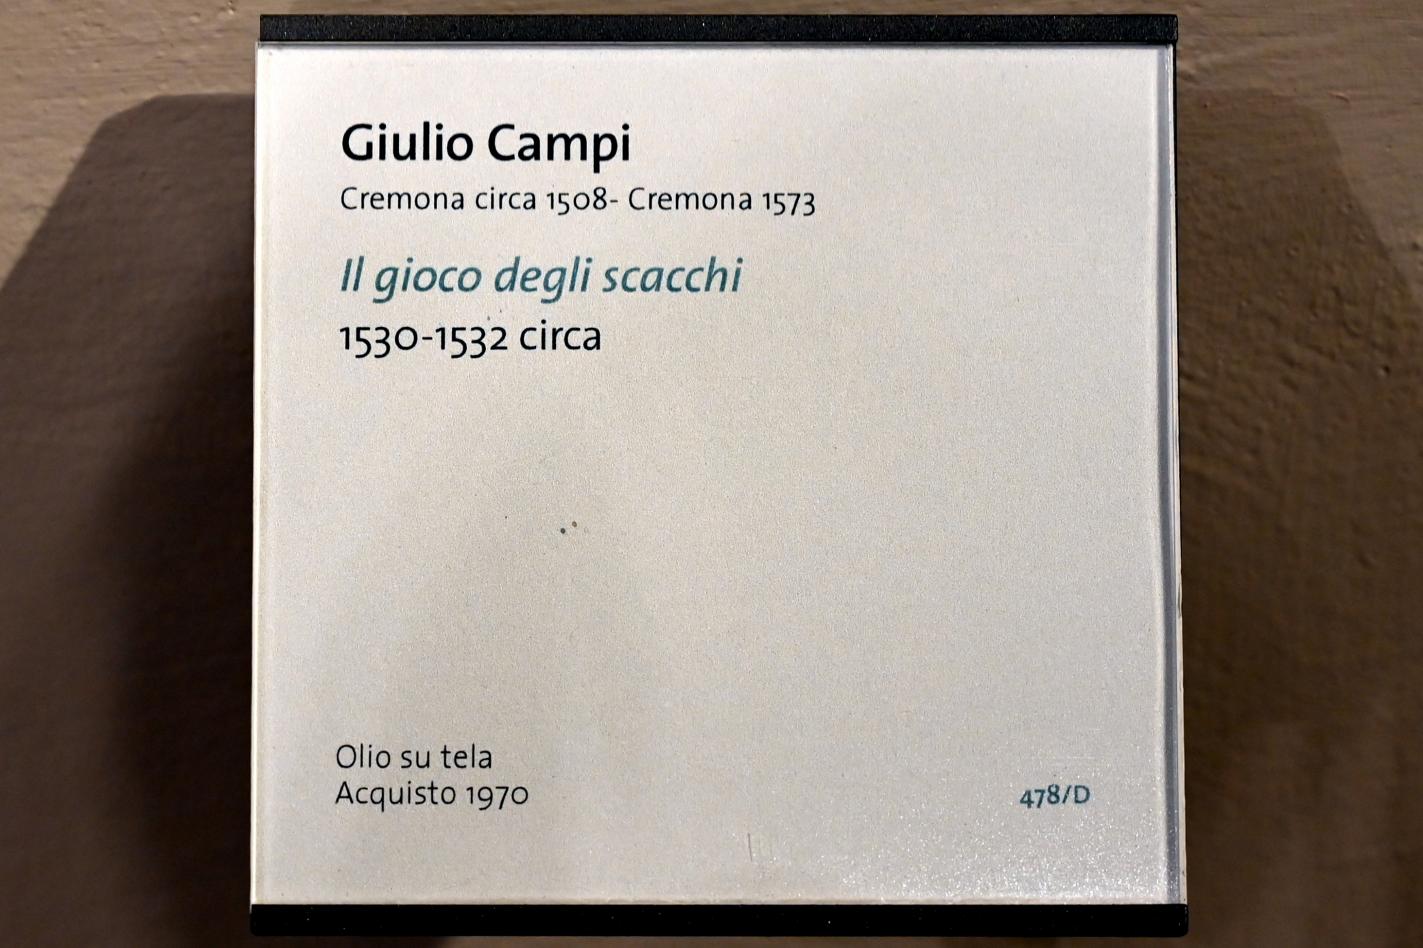 Giulio Campi
Cremona circa 1508- Cremona 1573
Il gioco degli scacchi
1530-1532 circa
Olio su tela
Acquisto 1970
478/D